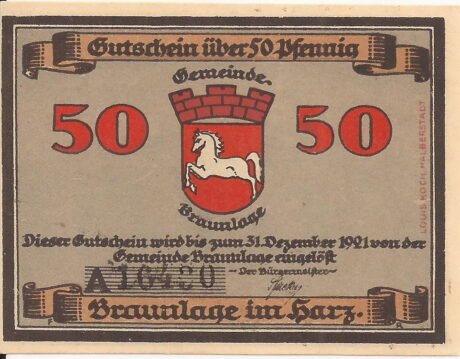 Gutschein über 50 Pfennig
Gemeinde
50 50
Braunlage
Dieser Gutschein wird bis zum 31. Dezember 1921 von der
Gemeinde Braunlage eingelöst
A 16430
- Der Bürgermeister -
Braunlage im Harz.
LOUIS KOCH, HALBERSTADT